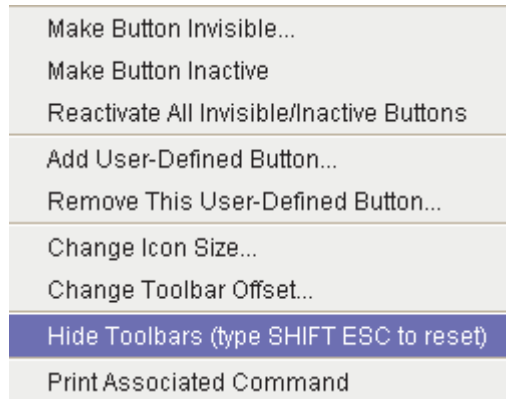 Make Button Invisible...
Make Button Inactive
Reactivate All Invisible/Inactive Buttons
Add User-Defined Button...
Remove This User-Defined Button...
Change Icon Size...
Change Toolbar Offset...
Hide Toolbars (type SHIFT ESC to reset)
Print Associated Command